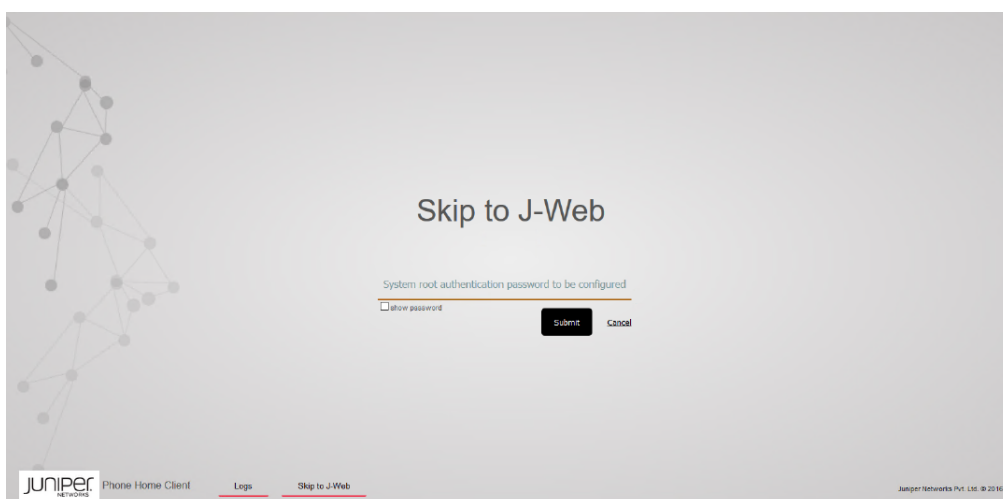 Skip to J-Web
System root authentication password to be configured
show password
Submit
Cancel
JUNIPER
NETWORKS
Phone Home Client
Logs
Skip to J-Web
Juniper Networks Pvt. Ltd. © 2016